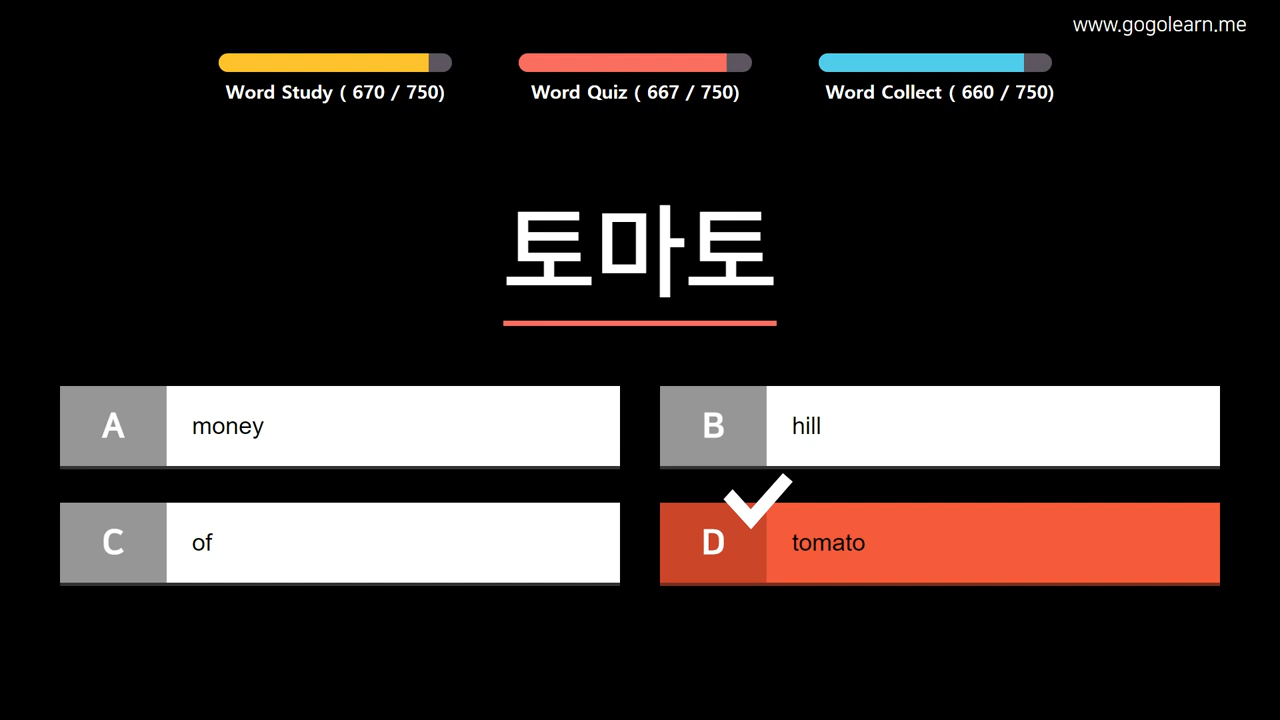 www.gogolearn.me
Word Study ( 670 / 750)
Word Quiz ( 667 / 750)
Word Collect ( 660 / 750)
토마토
A money
B hill
C of
D tomato